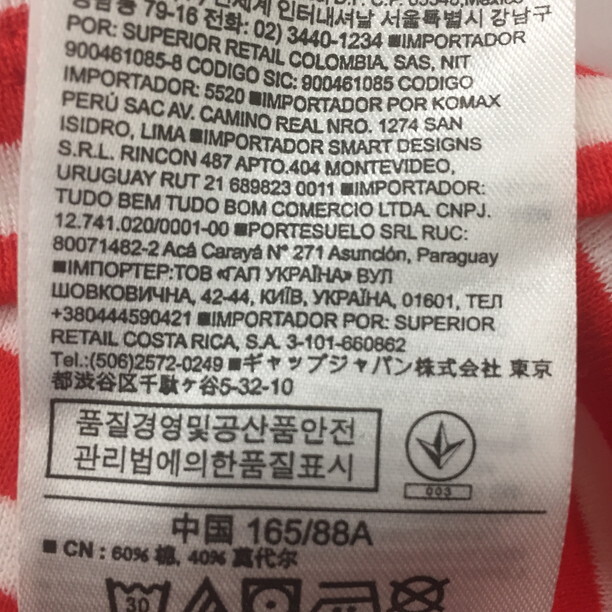 남동 79-16 전화: 02) 3440-1234 ■IMPORTADOR
POR: SUPERIOR RETAIL COLOMBIA, SAS, NIT
900461085-8 CODIGO SIC: 900461085 CODIGO
IMPORTADOR: 5520 ■IMPORTADOR POR KOMAX
PERÚ SAC AV. CAMINO REAL NRO. 1274 SAN
ISIDRO, LIMA ■IMPORTADOR SMART DESIGNS
S.R.L. RINCON 487 APTO.404 MONTEVIDEO,
URUGUAY RUT 21 689823 0011 ■IMPORTADOR:
TUDO BEM TUDO BOM COMERCIO LTDA. CNPJ.
12.741.020/0001-00 ■PORTESUELO SRL RUC:
80071482-2 Acá Carayá Nº 271 Asunción, Paraguay
■ІМПОРТЕР:ТОВ «ГАП УКРАЇНА» ВУЛ
ШОВКОВИЧНА, 42-44, КИЇВ, УКРАЇНА, 01601, ТЕЛ
+380444590421 ■IMPORTADOR POR: SUPERIOR
RETAIL COSTA RICA, S.A. 3-101-660862
Tel.:(506)2572-0249 ■ギャップジャパン株式会社 東京
都渋谷区千駄ヶ谷5-32-10
품질경영및공산품안전
관리법에의한품질표시
003
中国 165/88A
■ CN : 60% 棉, 40% 莫代尔
30